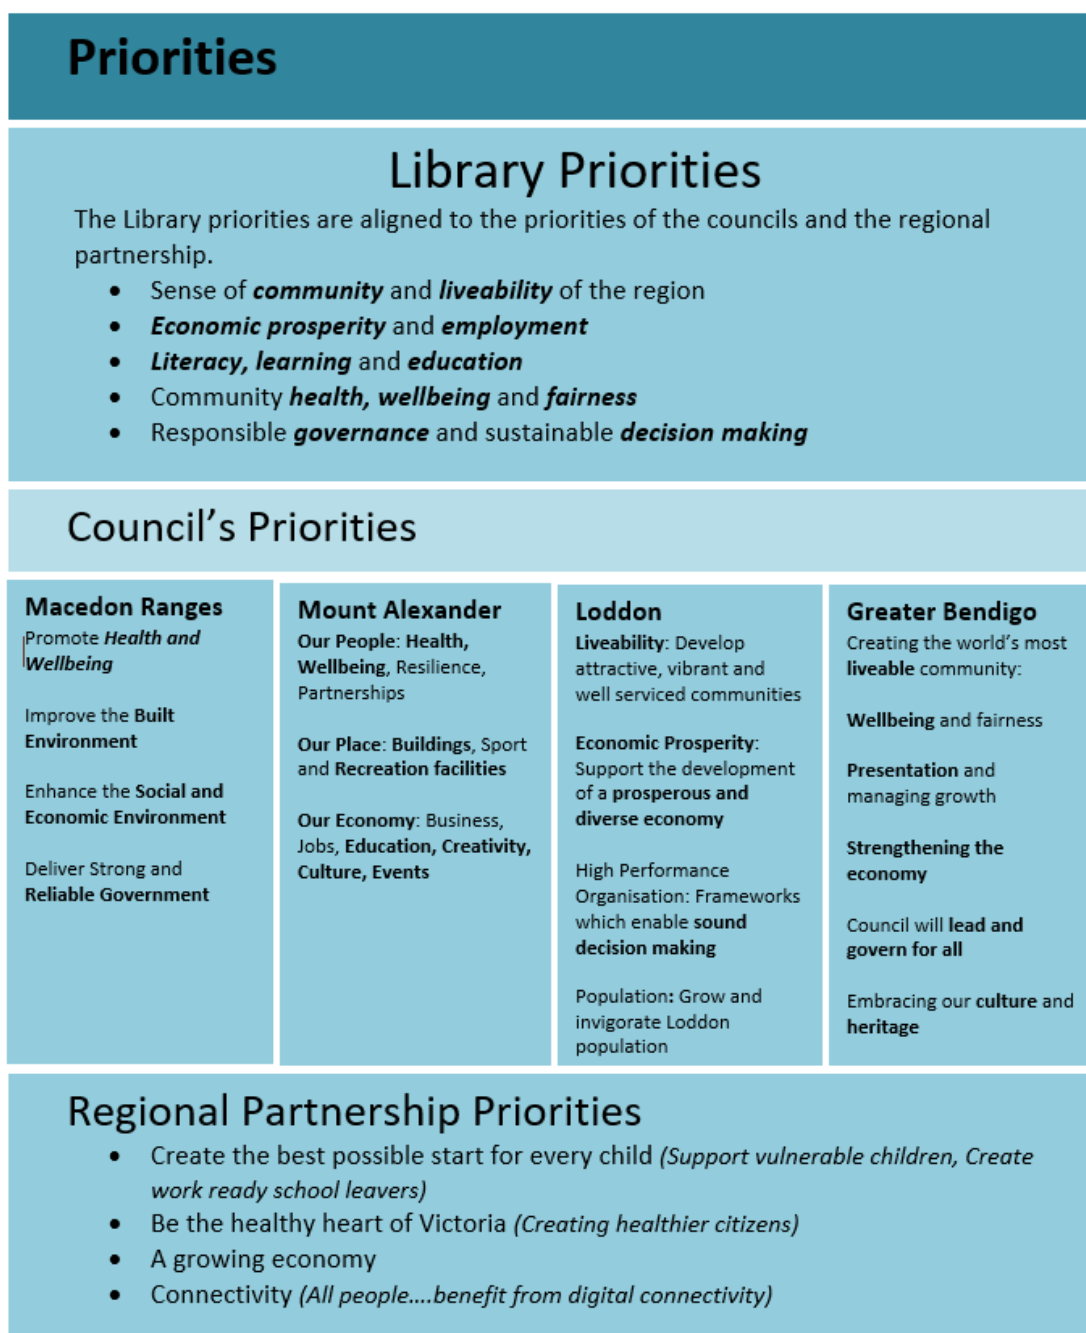 Priorities
Library Priorities
The Library priorities are aligned to the priorities of the councils and the regional
partnership.
• Sense of community and liveability of the region
• Economic prosperity and employment
• Literacy, learning and education
• Community health, wellbeing and fairness
• Responsible governance and sustainable decision making
Council’s Priorities
Macedon Ranges
Promote Health and
Wellbeing
Improve the Built
Environment
Enhance the Social and
Economic Environment
Deliver Strong and
Reliable Government
Mount Alexander
Our People: Health,
Wellbeing, Resilience,
Partnerships
Our Place: Buildings, Sport
and Recreation facilities
Our Economy: Business,
Jobs, Education, Creativity,
Culture, Events
Loddon
Liveability: Develop
attractive, vibrant and
well serviced communities
Economic Prosperity:
Support the development
of a prosperous and
diverse economy
High Performance
Organisation: Frameworks
which enable sound
decision making
Population: Grow and
invigorate Loddon
population
Greater Bendigo
Creating the world’s most
liveable community:
Wellbeing and fairness
Presentation and
managing growth
Strengthening the
economy
Council will lead and
govern for all
Embracing our culture and
heritage
Regional Partnership Priorities
• Create the best possible start for every child (Support vulnerable children, Create
work ready school leavers)
• Be the healthy heart of Victoria (Creating healthier citizens)
• A growing economy
• Connectivity (All people....benefit from digital connectivity)